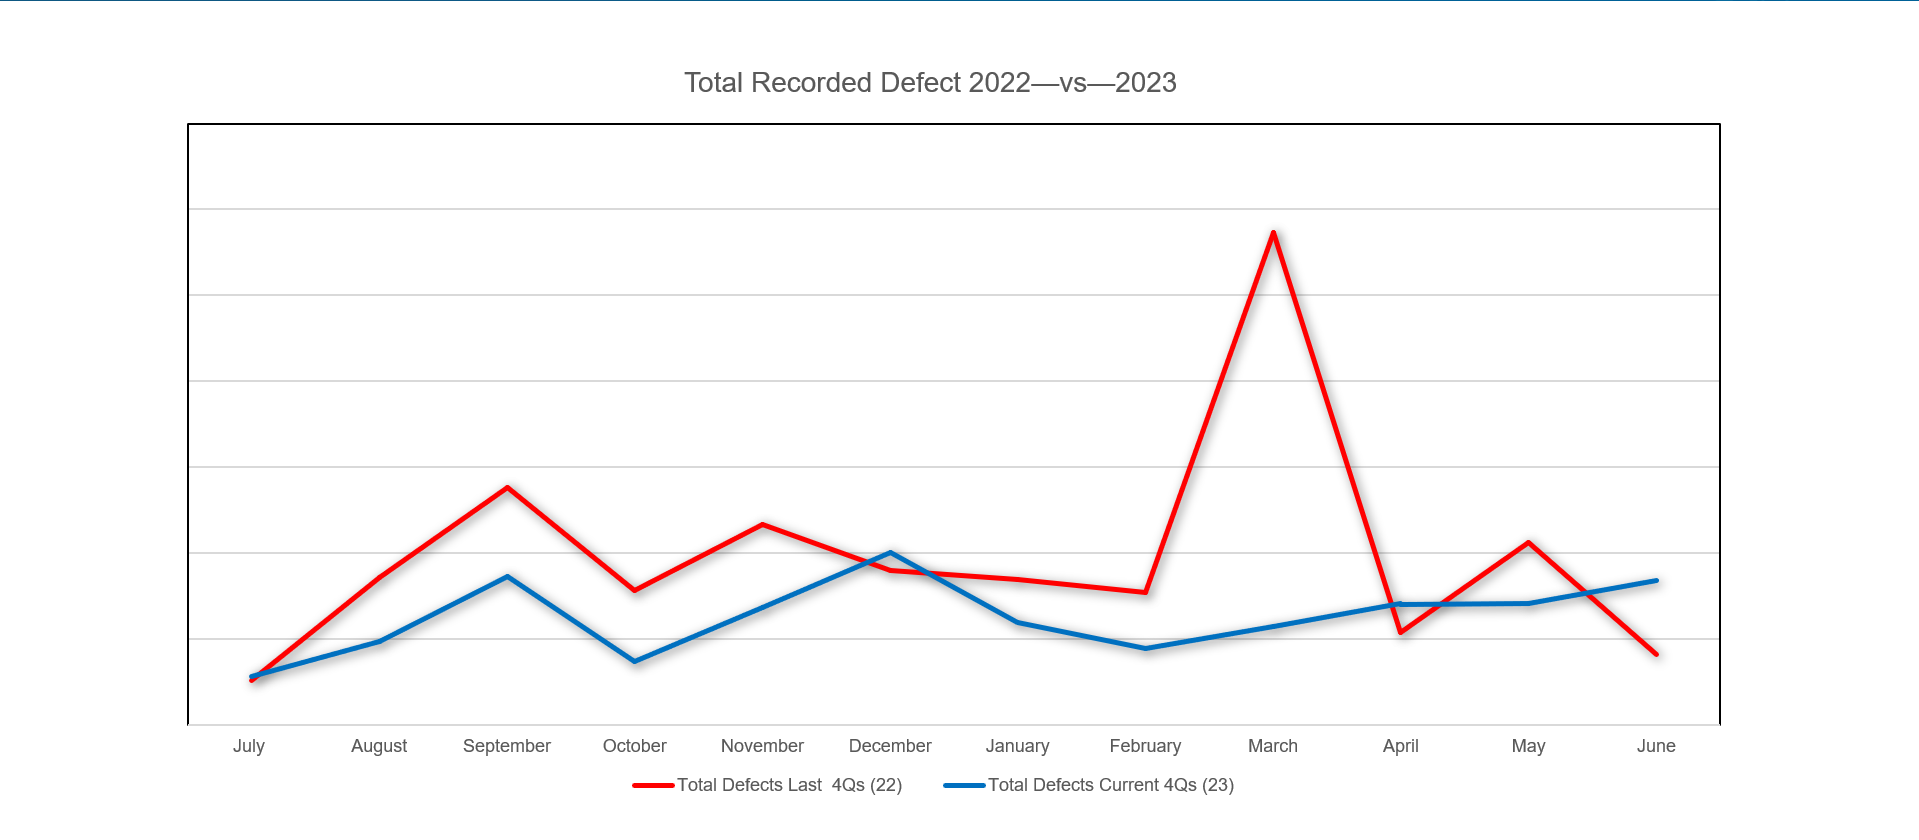 Total Recorded Defect 2022—vs—2023
July August September October November December January February March April May June
Total Defects Last  4Qs (22) Total Defects Current 4Qs (23)